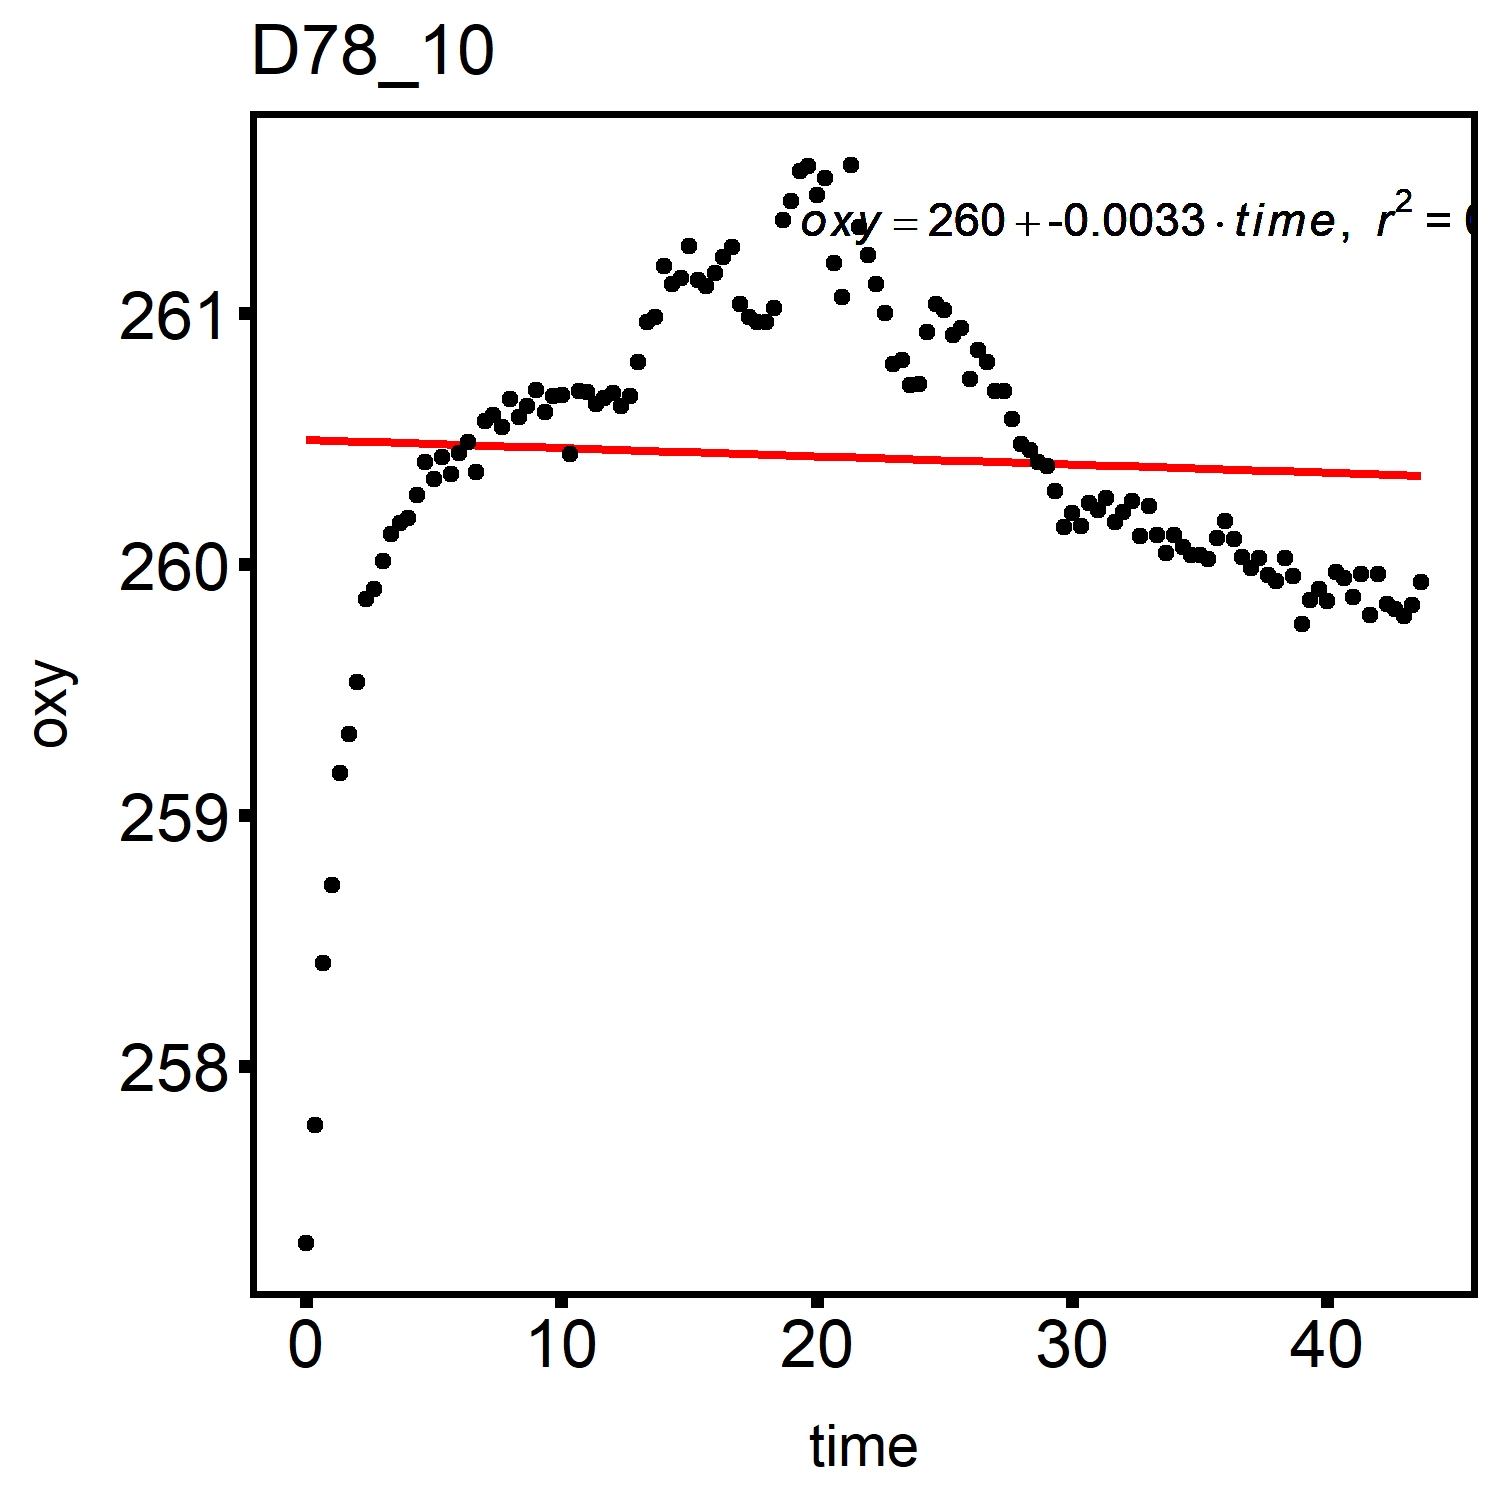 D78_10
oxy = 260 + -0.0033 · time, r² =
261
260
259
258
oxy
0 10 20 30 40
time